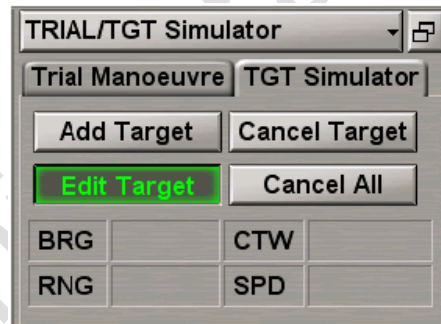 TRIAL/TGT Simulator
Trial Manoeuvre TGT Simulator
Add Target Cancel Target
Edit Target Cancel All
BRG CTW
RNG SPD